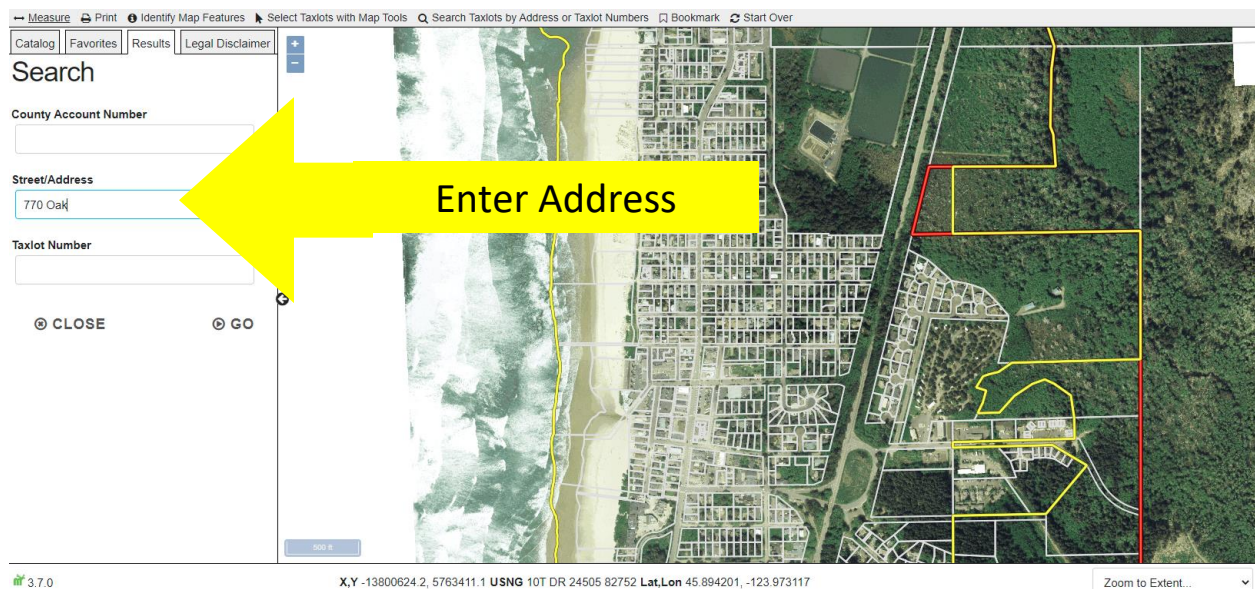 Measure Print Identify Map Features Select Taxlots with Map Tools Search Taxlots by Address or Taxlot Numbers Bookmark Start Over
Catalog Favorites Results Legal Disclaimer
Search
County Account Number
Street/Address
770 Oak
Enter Address
Taxlot Number
CLOSE GO
500 ft
3.7.0
X,Y -13800624.2, 5763411.1 USNG 10T DR 24505 82752 Lat,Lon 45.894201, -123.973117
Zoom to Extent...